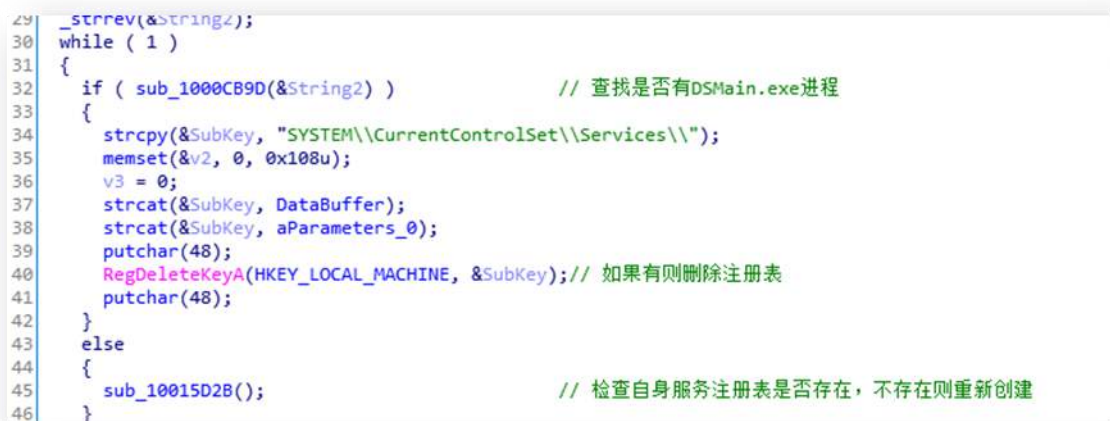 29 _strrev(&String2);
30 while ( 1 )
31 {
32 if ( sub_1000CB9D(&String2) ) // 查找是否有DSMain.exe进程
33 {
34 strcpy(&SubKey, "SYSTEM\\CurrentControlSet\\Services\\");
35 memset(&v2, 0, 0x108u);
36 v3 = 0;
37 strcat(&SubKey, DataBuffer);
38 strcat(&SubKey, aParameters_0);
39 putchar(48);
40 RegDeleteKeyA(HKEY_LOCAL_MACHINE, &SubKey);// 如果有则删除注册表
41 putchar(48);
42 }
43 else
44 {
45 sub_10015D2B(); // 检查自身服务注册表是否存在，不存在则重新创建
46 }